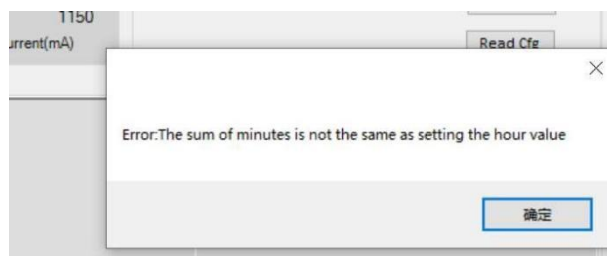 1150
urrent(mA)
Read Cfg
Error:The sum of minutes is not the same as setting the hour value
确定